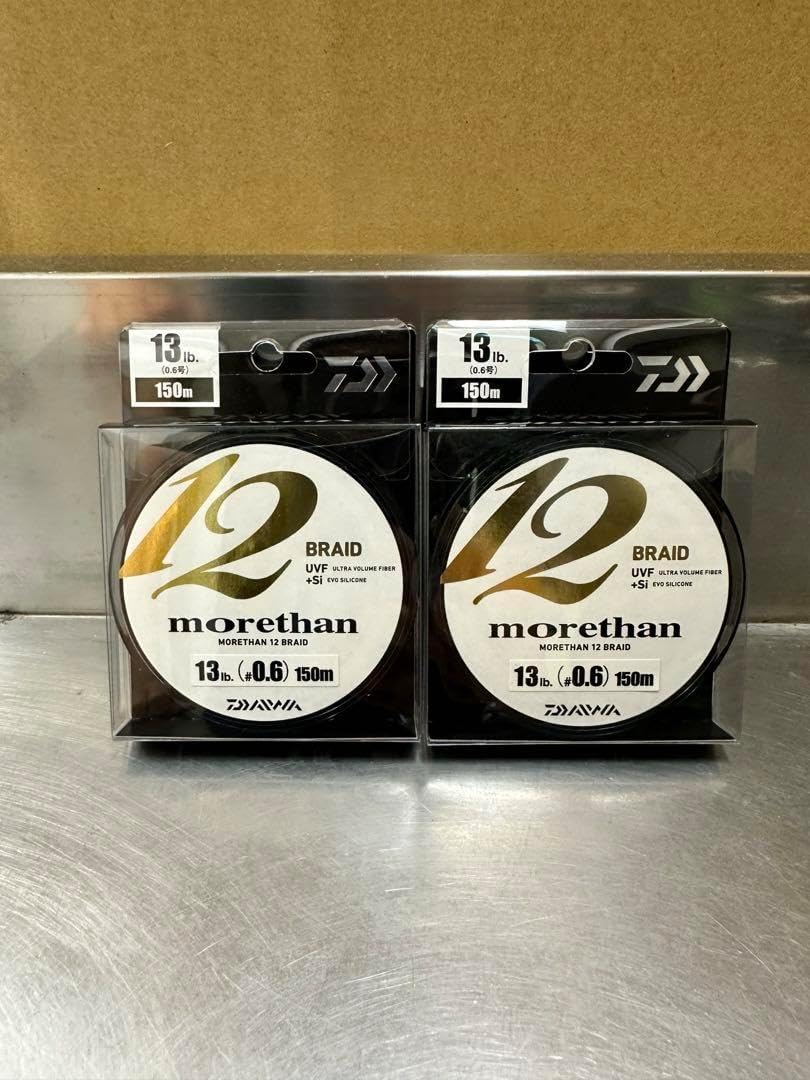 13lb.
(0.6号)
150m
12
BRAID
UVF ULTRA VOLUME FIBER
+Si EVO SILICONE
morethan
MORETHAN 12 BRAID
13lb.(#0.6)150m
DAIWA
13lb.
(0.6号)
150m
12
BRAID
UVF ULTRA VOLUME FIBER
+Si EVO SILICONE
morethan
MORETHAN 12 BRAID
13lb.(#0.6)150m
DAIWA